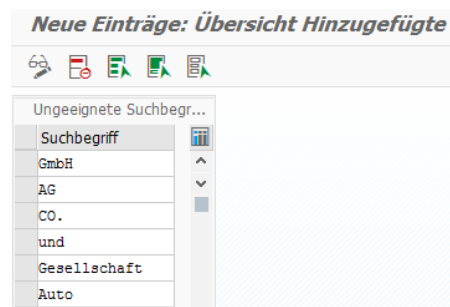 Neue Einträge: Übersicht Hinzugefügte
Ungeeignete Suchbegr...
Suchbegriff
GmbH
AG
CO.
und
Gesellschaft
Auto